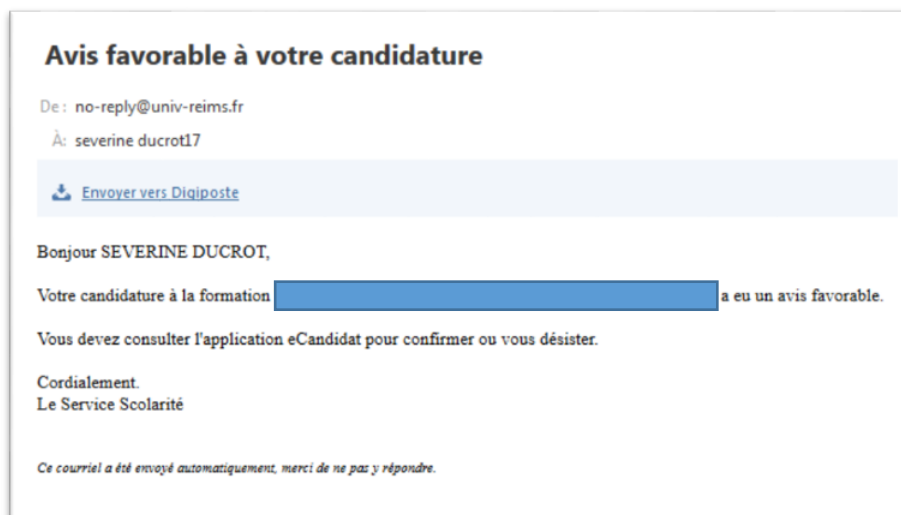 Avis favorable à votre candidature
De : no-reply@univ-reims.fr
À: severine ducrot17
Envoyer vers Digiposte
Bonjour SEVERINE DUCROT,
Votre candidature à la formation a eu un avis favorable.
Vous devez consulter l'application eCandidat pour confirmer ou vous désister.
Cordialement.
Le Service Scolarité
Ce courriel a été envoyé automatiquement, merci de ne pas y répondre.